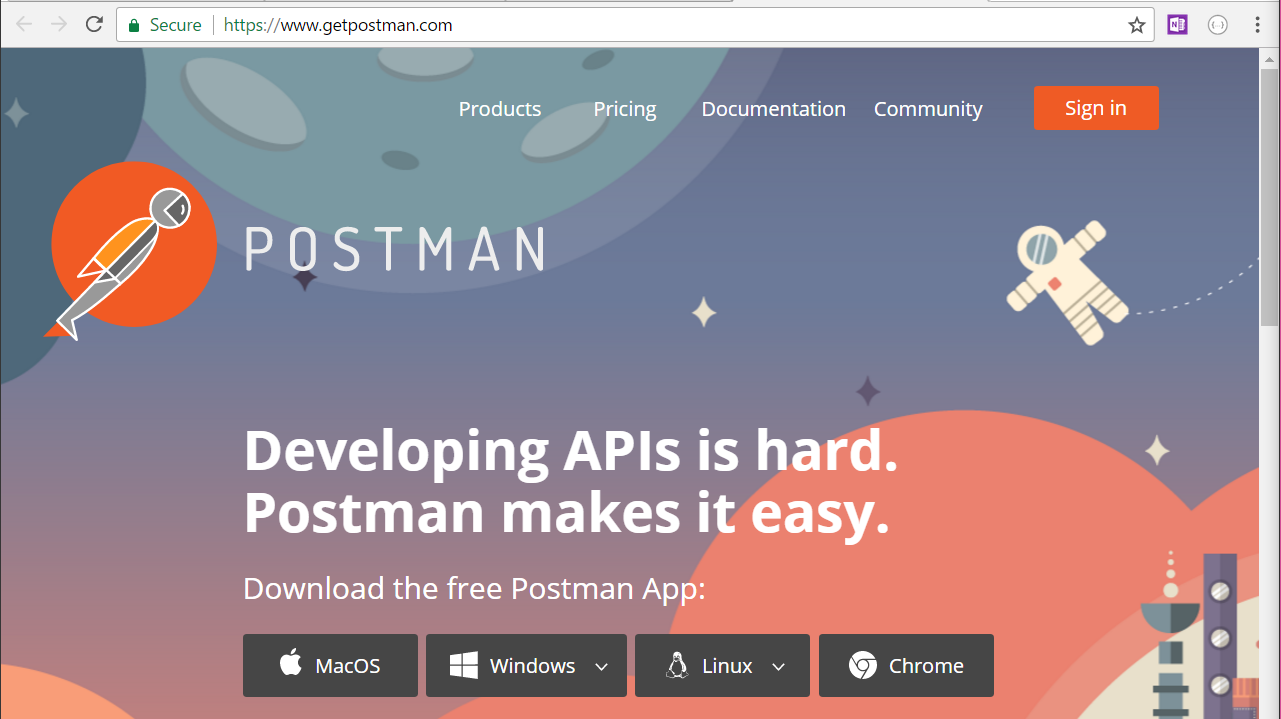 Secure https://www.getpostman.com
Products Pricing Documentation Community Sign in
POSTMAN
Developing APIs is hard.
Postman makes it easy.
Download the free Postman App:
MacOS Windows Linux Chrome